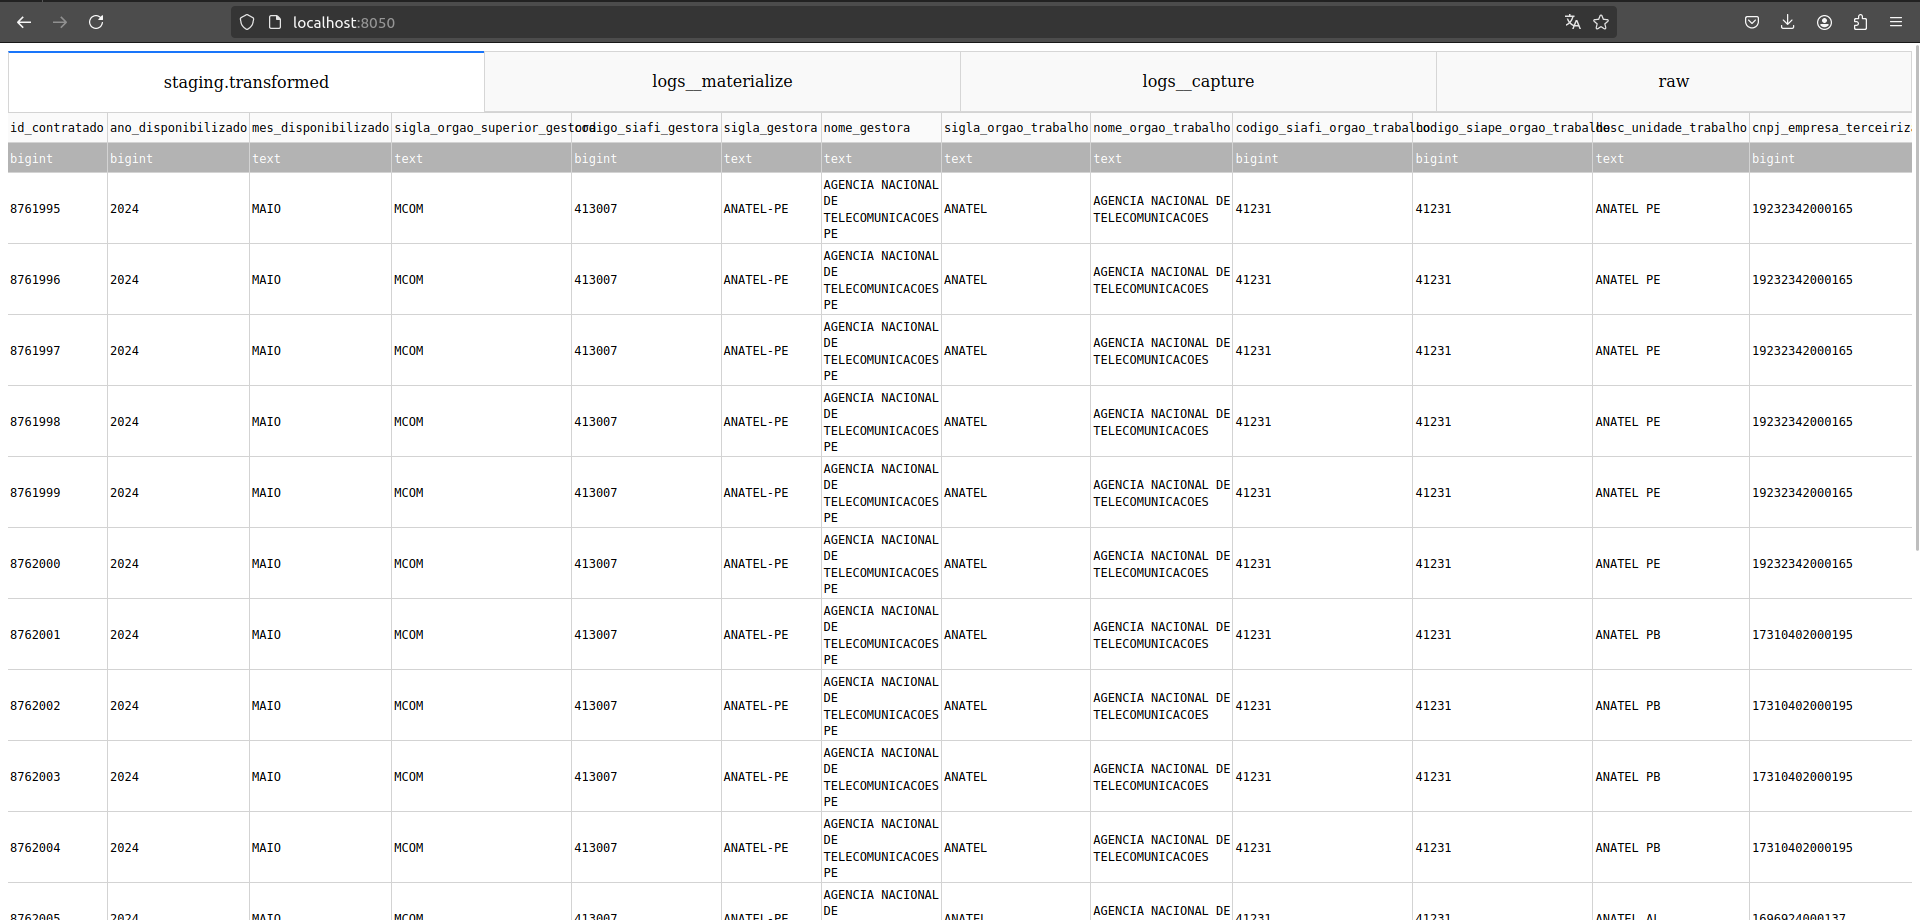 localhost:8050
staging.transformed logs__materialize logs__capture raw
id_contratado ano_disponibilizado mes_disponibilizado sigla_orgao_superior_gestora codigo_siafi_gestora sigla_gestora nome_gestora sigla_orgao_trabalho nome_orgao_trabalho codigo_siafi_orgao_trabalho codigo_siape_orgao_trabalho desc_unidade_trabalho cnpj_empresa_terceiriz
bigint bigint text text bigint text text text text bigint bigint text bigint
8761995 2024 MAIO MCOM 413007 ANATEL-PE AGENCIA NACIONAL DE TELECOMUNICACOES PE ANATEL AGENCIA NACIONAL DE TELECOMUNICACOES 41231 41231 ANATEL PE 19232342000165
8761996 2024 MAIO MCOM 413007 ANATEL-PE AGENCIA NACIONAL DE TELECOMUNICACOES PE ANATEL AGENCIA NACIONAL DE TELECOMUNICACOES 41231 41231 ANATEL PE 19232342000165
8761997 2024 MAIO MCOM 413007 ANATEL-PE AGENCIA NACIONAL DE TELECOMUNICACOES PE ANATEL AGENCIA NACIONAL DE TELECOMUNICACOES 41231 41231 ANATEL PE 19232342000165
8761998 2024 MAIO MCOM 413007 ANATEL-PE AGENCIA NACIONAL DE TELECOMUNICACOES PE ANATEL AGENCIA NACIONAL DE TELECOMUNICACOES 41231 41231 ANATEL PE 19232342000165
8761999 2024 MAIO MCOM 413007 ANATEL-PE AGENCIA NACIONAL DE TELECOMUNICACOES PE ANATEL AGENCIA NACIONAL DE TELECOMUNICACOES 41231 41231 ANATEL PE 19232342000165
8762000 2024 MAIO MCOM 413007 ANATEL-PE AGENCIA NACIONAL DE TELECOMUNICACOES PE ANATEL AGENCIA NACIONAL DE TELECOMUNICACOES 41231 41231 ANATEL PE 19232342000165
8762001 2024 MAIO MCOM 413007 ANATEL-PE AGENCIA NACIONAL DE TELECOMUNICACOES PE ANATEL AGENCIA NACIONAL DE TELECOMUNICACOES 41231 41231 ANATEL PB 17310402000195
8762002 2024 MAIO MCOM 413007 ANATEL-PE AGENCIA NACIONAL DE TELECOMUNICACOES PE ANATEL AGENCIA NACIONAL DE TELECOMUNICACOES 41231 41231 ANATEL PB 17310402000195
8762003 2024 MAIO MCOM 413007 ANATEL-PE AGENCIA NACIONAL DE TELECOMUNICACOES PE ANATEL AGENCIA NACIONAL DE TELECOMUNICACOES 41231 41231 ANATEL PB 17310402000195
8762004 2024 MAIO MCOM 413007 ANATEL-PE AGENCIA NACIONAL DE TELECOMUNICACOES PE ANATEL AGENCIA NACIONAL DE TELECOMUNICACOES 41231 41231 ANATEL PB 17310402000195
8762005 2024 MAIO MCOM 413007 ANATEL-PE AGENCIA NACIONAL DE ANATEL AGENCIA NACIONAL DE 41231 41231 ANATEL AL 1696924000137